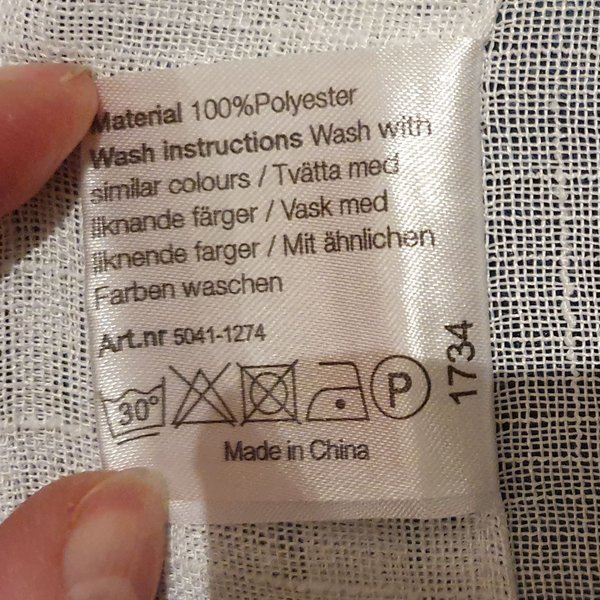 Material 100%Polyester
Wash instructions Wash with
similar colours / Tvätta med
liknande färger / Vask med
liknende farger / Mit ähnlichen
Farben waschen
Art.nr 5041-1274
30°
P
1734
Made in China